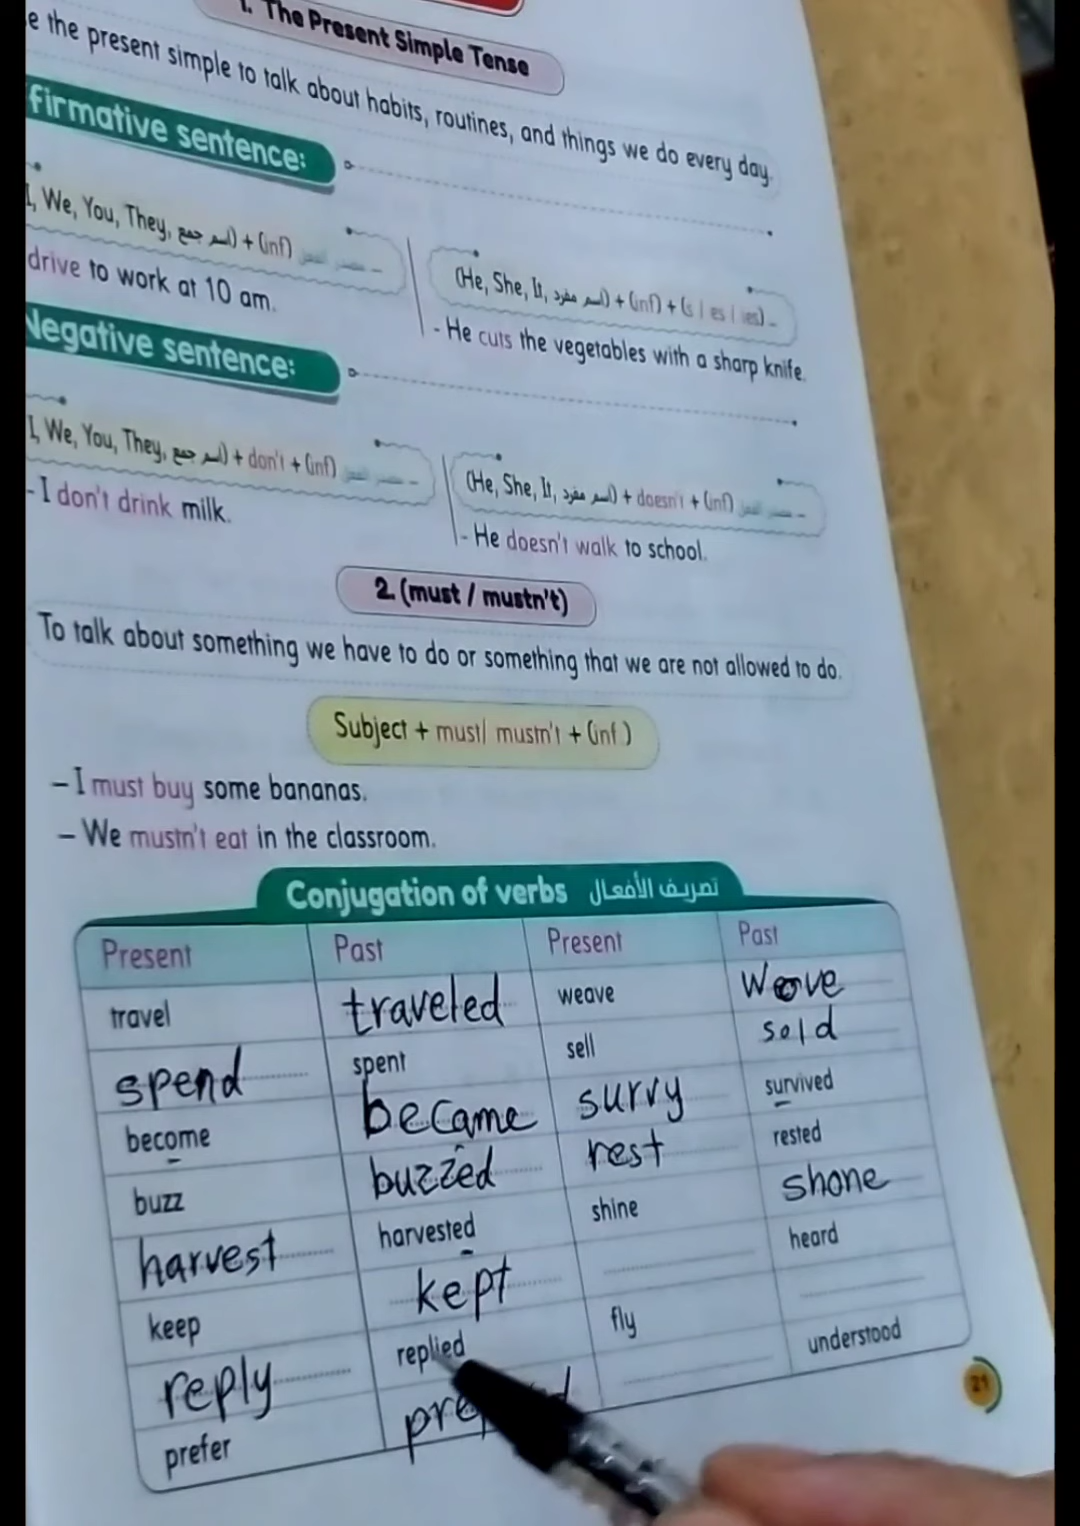 1. The Present Simple Tense
e the present simple to talk about habits, routines, and things we do every day.
firmative sentence:
I, We, You, They, اسم جمع) + (inf)
(He, She, It, اسم مفرد) + (inf) + (s / es / ies)
drive to work at 10 am.
- He cuts the vegetables with a sharp knife.
Negative sentence:
I, We, You, They, اسم جمع) + don't + (inf)
(He, She, It, اسم مفرد) + doesn't + (inf)
- I don't drink milk.
- He doesn't walk to school.
2. (must / mustn't)
To talk about something we have to do or something that we are not allowed to do.
Subject + must/ mustn't + (inf.)
– I must buy some bananas.
– We mustn't eat in the classroom.
Conjugation of verbs تصريف الأفعال
Present Past Present Past
travel traveled weave wove
spend spent sell sold
become became survy survived
buzz buzzed rest rested
harvest harvested shine shone
keep kept heard
reply replied fly
prefer understood
21